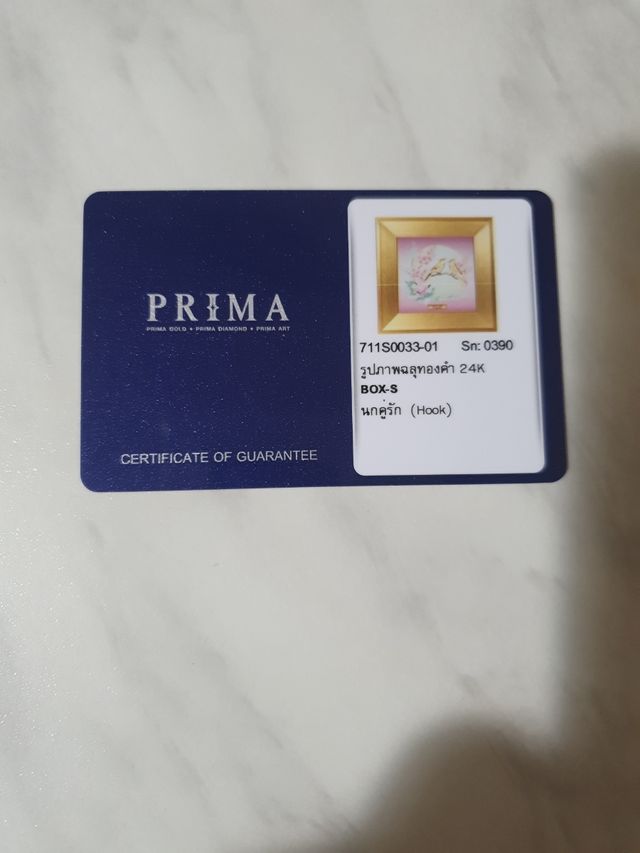 PRIMA
PRIMA GOLD • PRIMA DIAMOND • PRIMA ART
CERTIFICATE OF GUARANTEE
711S0033-01 Sn: 0390
รูปภาพฉลุทองคำ 24K
BOX-S
นกคู่รัก (Hook)